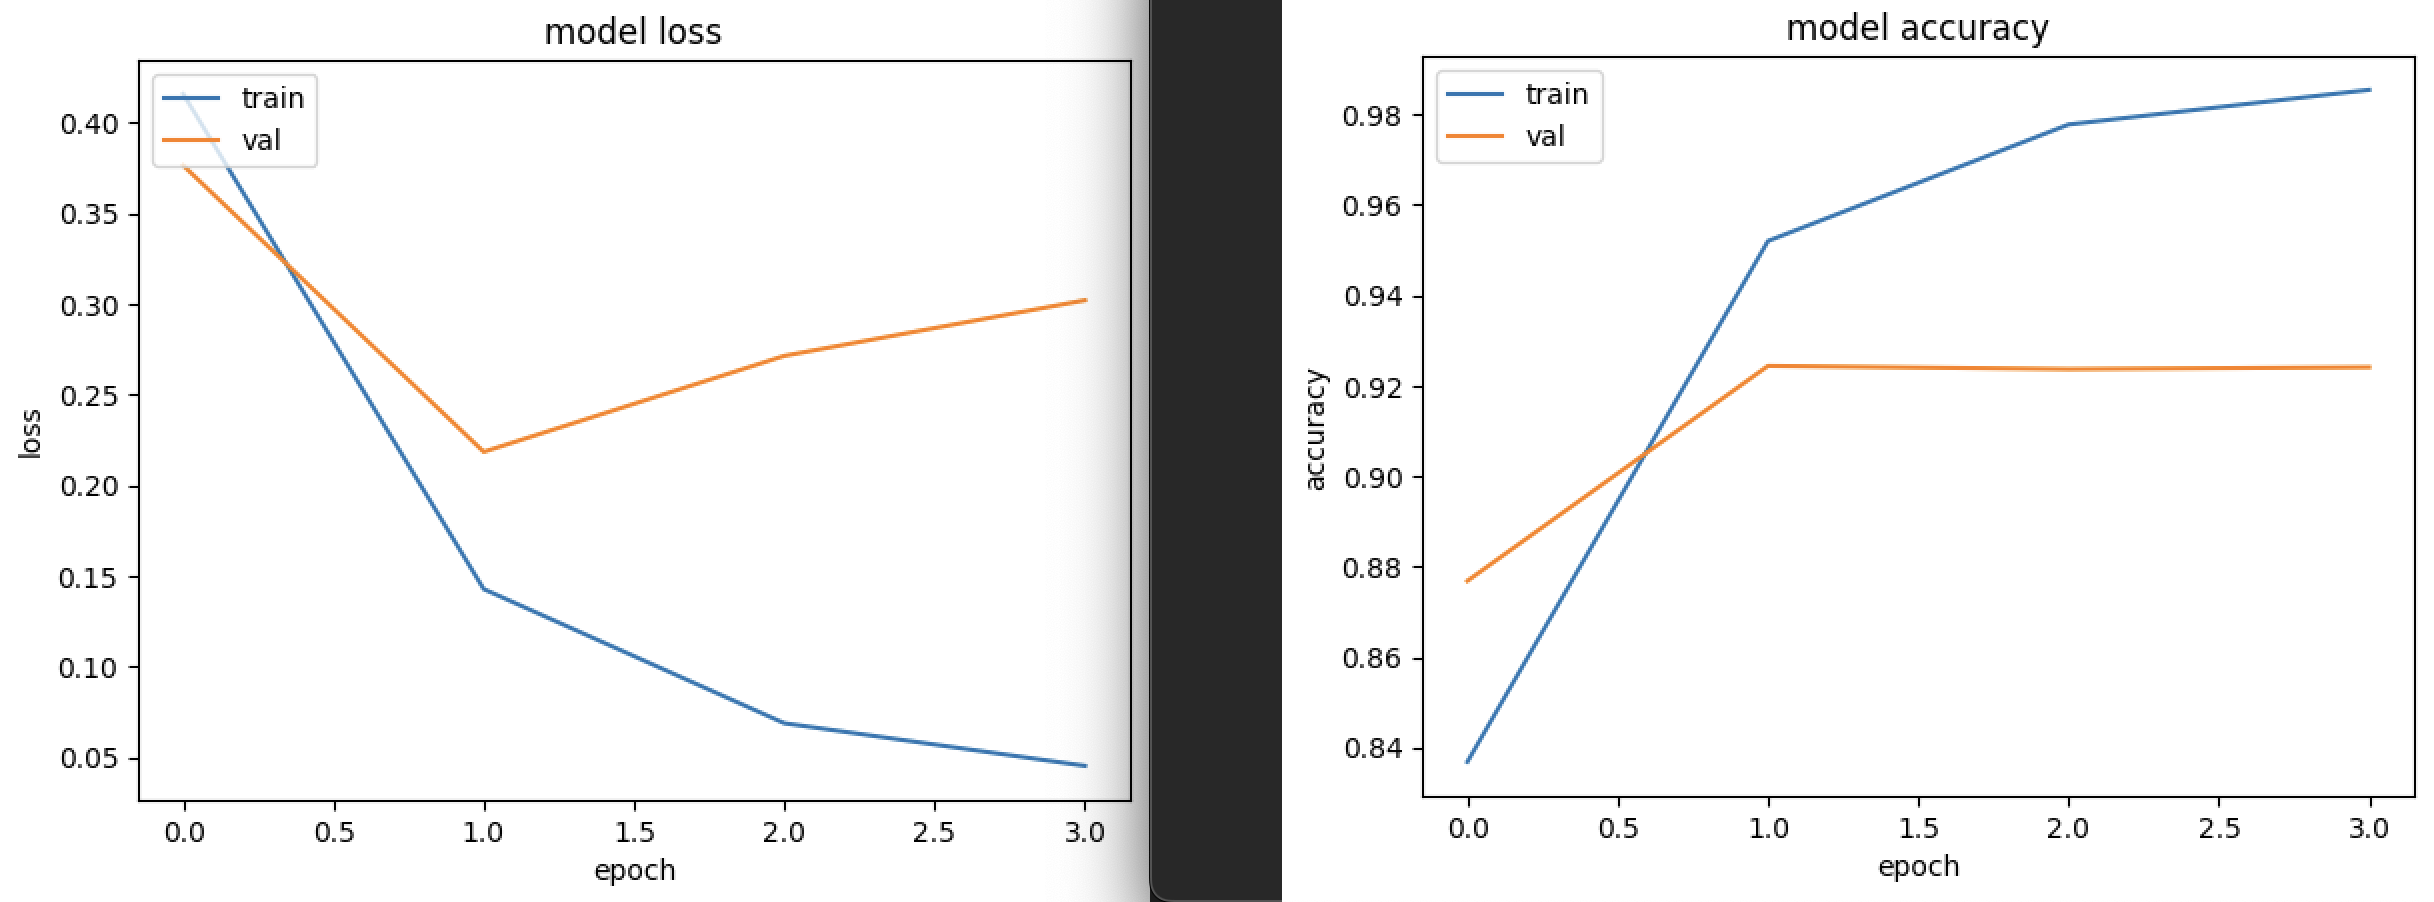 model loss
train
val
0.40
0.35
0.30
0.25
0.20
0.15
0.10
0.05
loss
0.0 0.5 1.0 1.5 2.0 2.5 3.0
epoch
model accuracy
train
val
0.98
0.96
0.94
0.92
0.90
0.88
0.86
0.84
accuracy
0.0 0.5 1.0 1.5 2.0 2.5 3.0
epoch